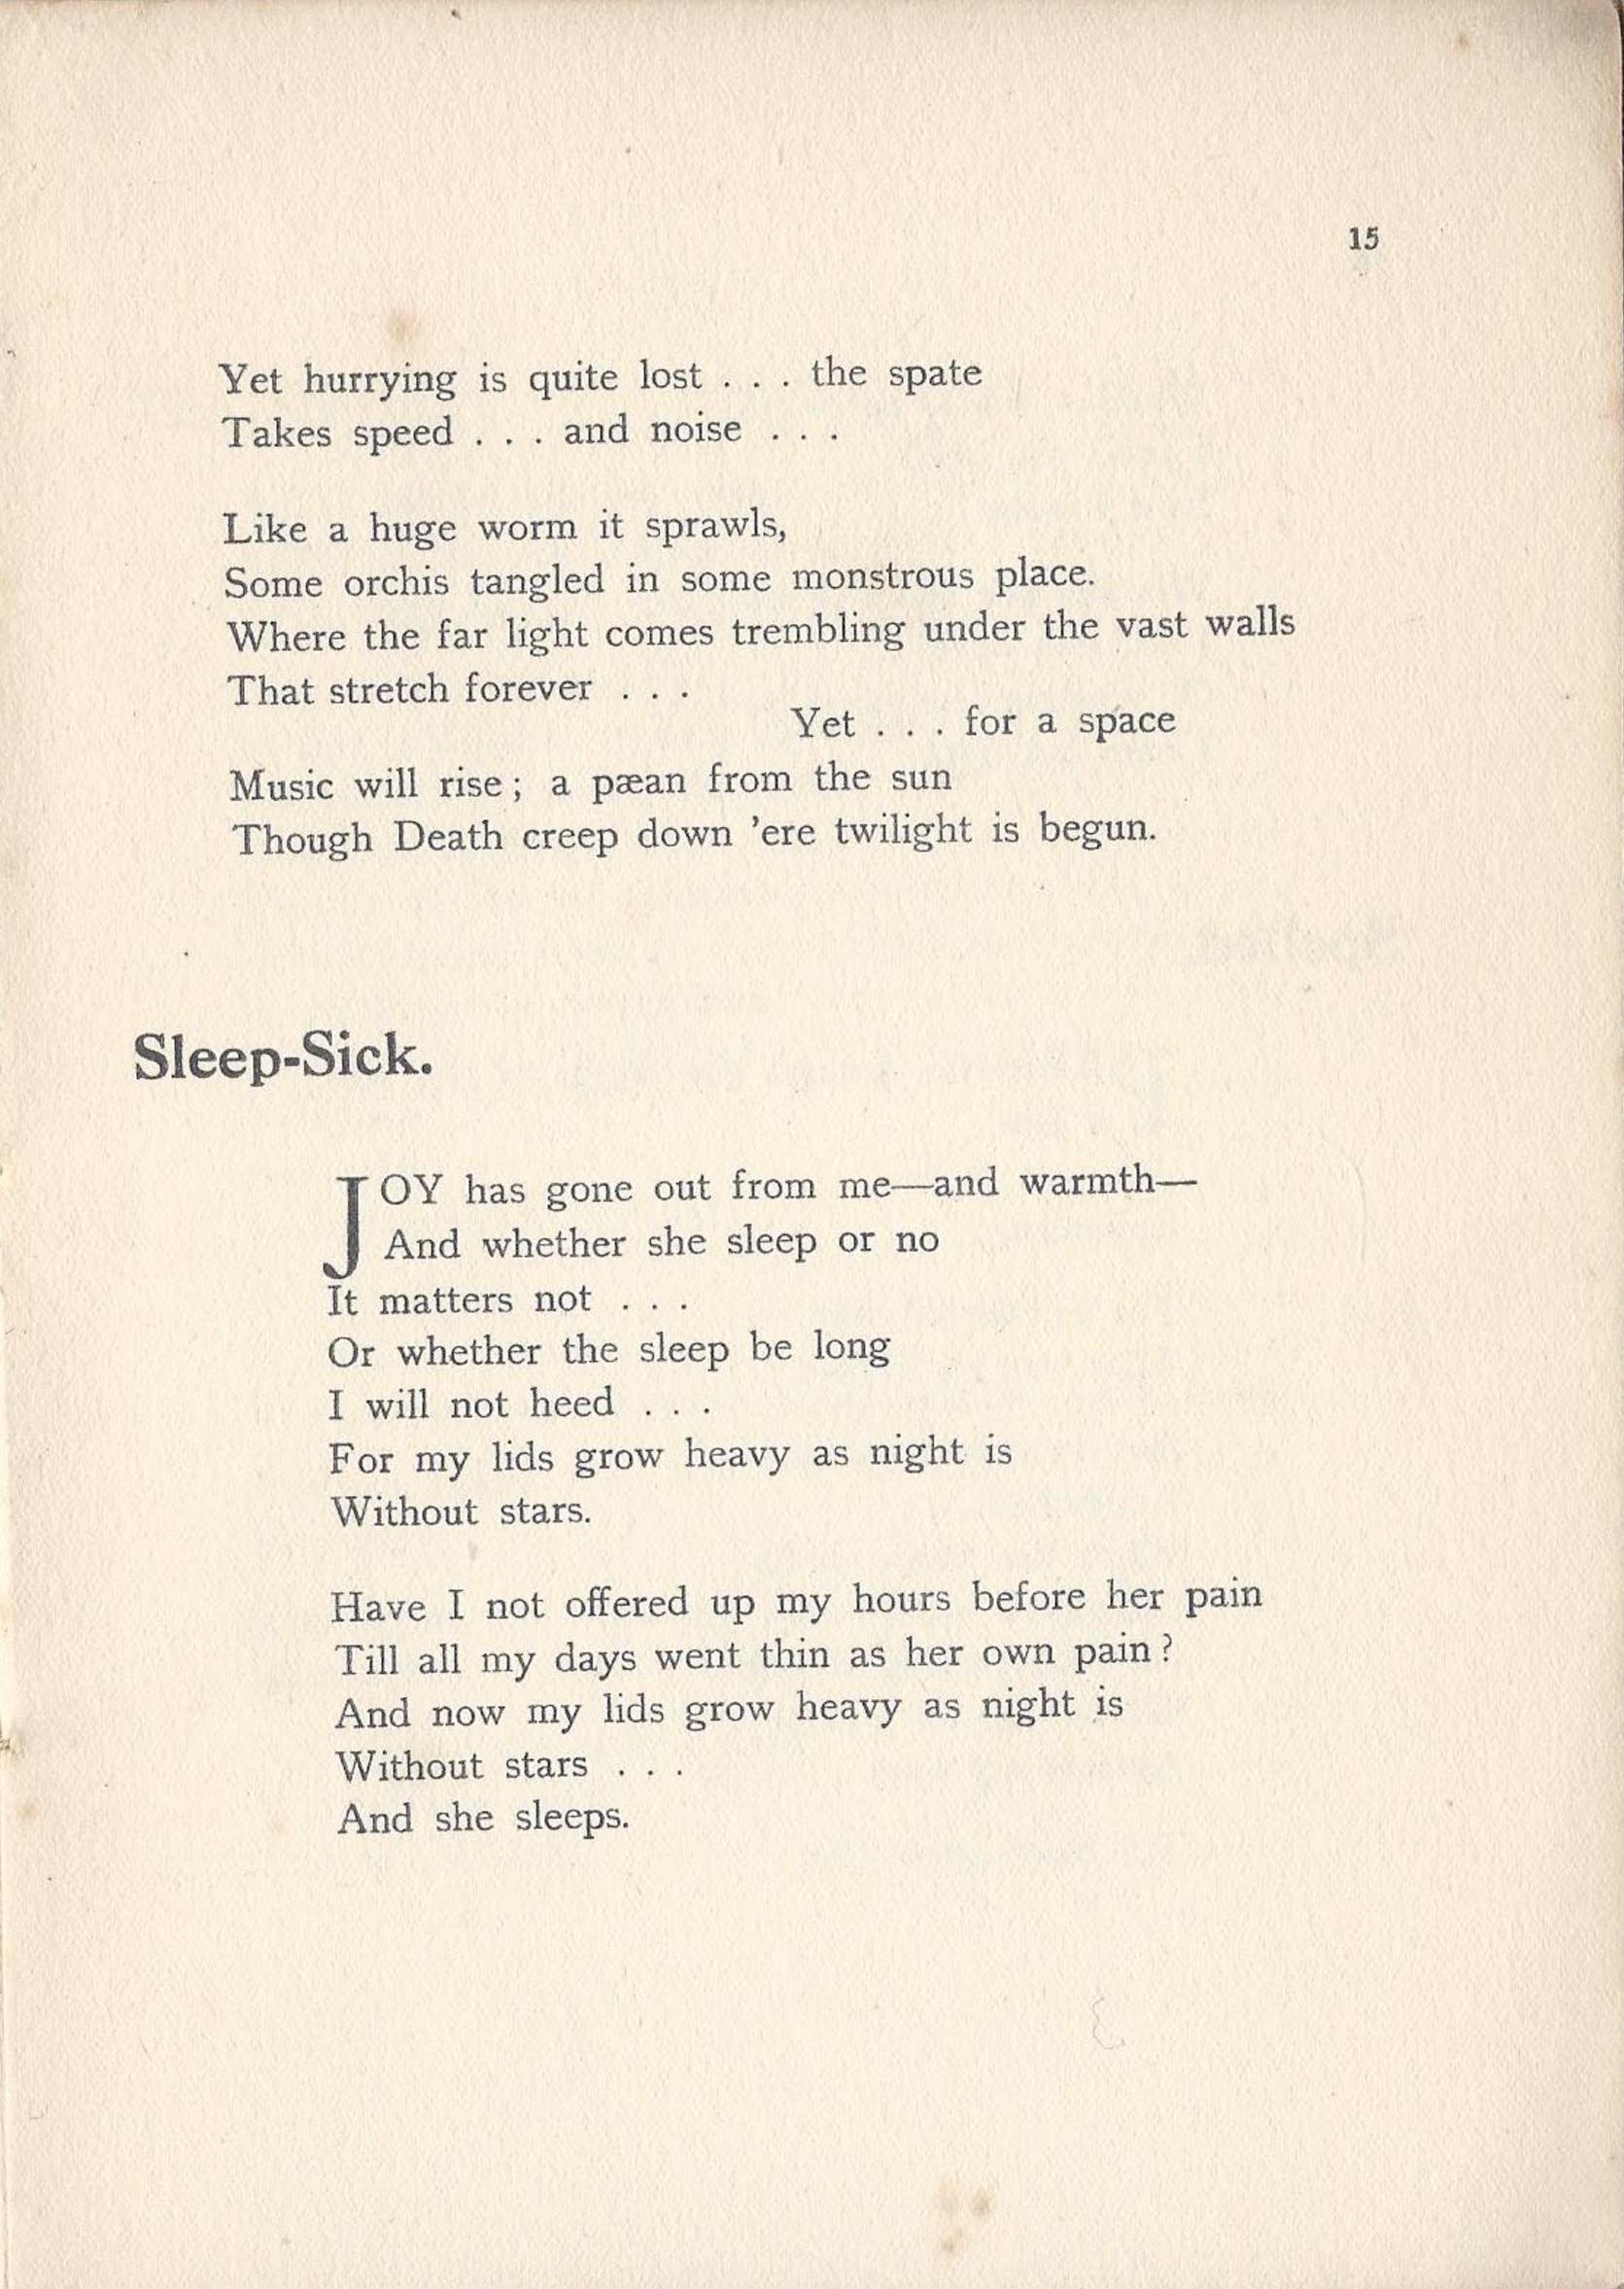 15
Yet hurrying is quite lost . . . the spate
Takes speed . . . and noise . . .
Like a huge worm it sprawls,
Some orchis tangled in some monstrous place.
Where the far light comes trembling under the vast walls
That stretch forever . . .
Yet . . . for a space
Music will rise ; a pæan from the sun
Though Death creep down ’ere twilight is begun.
Sleep-Sick.
JOY has gone out from me—and warmth—
And whether she sleep or no
It matters not . . .
Or whether the sleep be long
I will not heed . . .
For my lids grow heavy as night is
Without stars.
Have I not offered up my hours before her pain
Till all my days went thin as her own pain ?
And now my lids grow heavy as night is
Without stars . . .
And she sleeps.